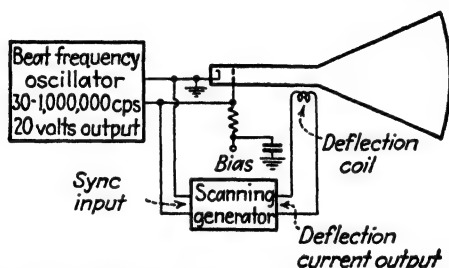 Beat frequency
oscillator
30-1,000,000cps
20 volts output
Deflection
coil
Bias
Sync
input
Scanning
generator
Deflection
current output